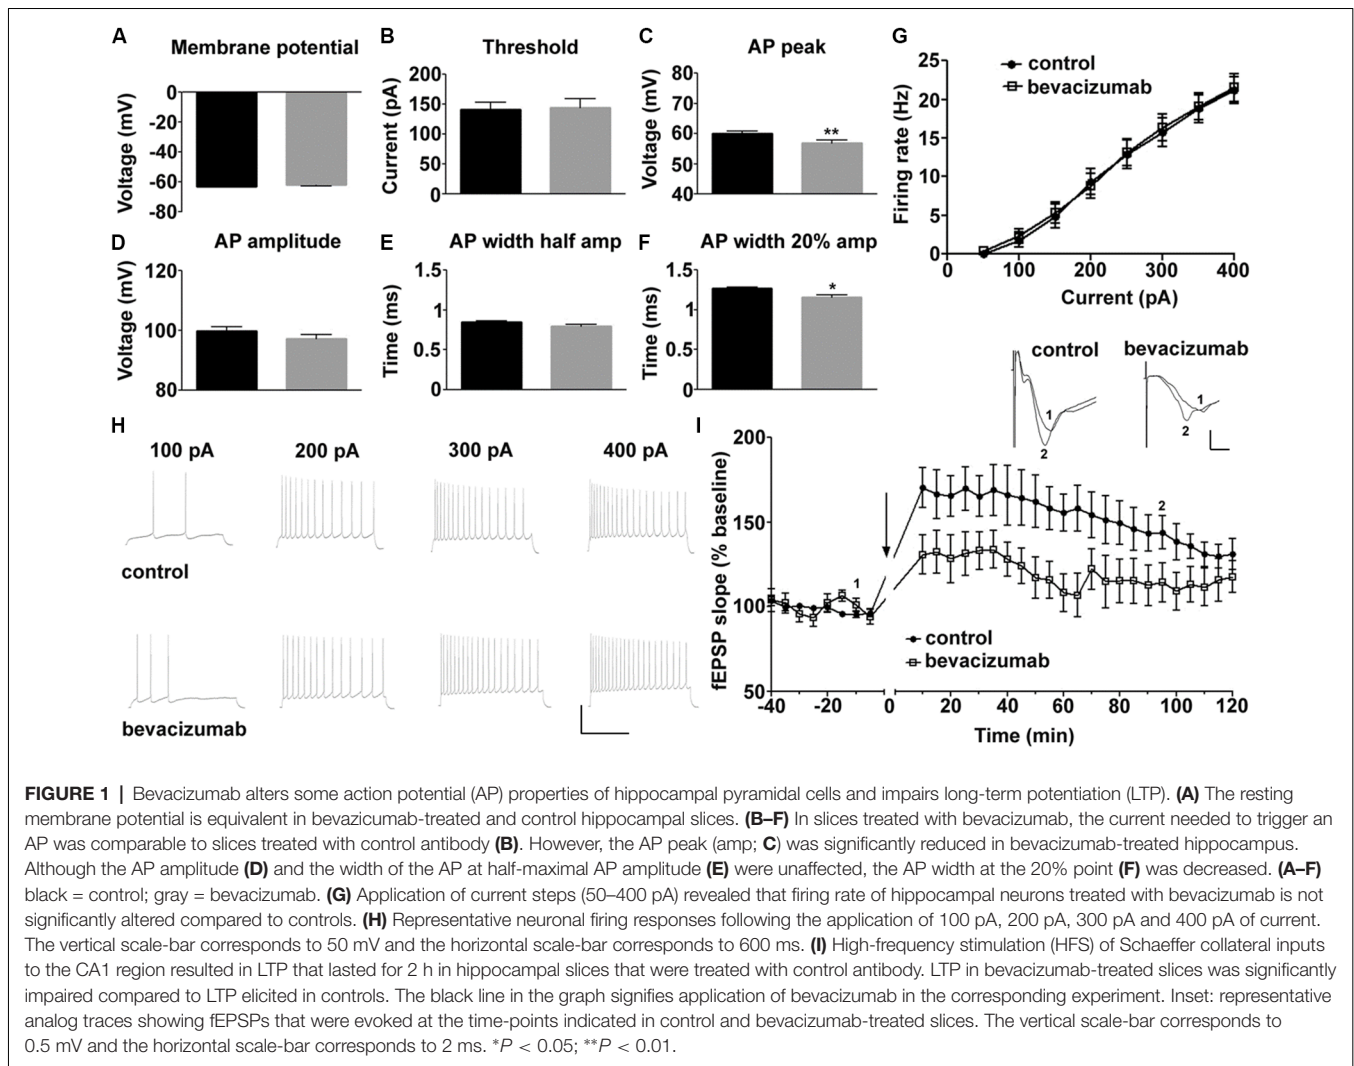 A
Membrane potential
Voltage (mV)
0
-20
-40
-60
-80
B
Threshold
Current (pA)
200
150
100
50
0
C
AP peak
Voltage (mV)
80
70
60
50
40
**
D
AP amplitude
Voltage (mV)
120
100
80
E
AP width half amp
Time (ms)
1.5
1
0.5
0
F
AP width 20% amp
Time (ms)
1.5
1
0.5
0
*
G
Firing rate (Hz)
25
20
15
10
5
0
control
bevacizumab
0 100 200 300 400
Current (pA)
H
100 pA 200 pA 300 pA 400 pA
control
bevacizumab
I
control bevacizumab
1
2
1
2
fEPSP slope (% baseline)
200
150
100
50
1
2
control
bevacizumab
-40 -20 0 20 40 60 80 100 120
Time (min)
FIGURE 1 | Bevacizumab alters some action potential (AP) properties of hippocampal pyramidal cells and impairs long-term potentiation (LTP). (A) The resting
membrane potential is equivalent in bevazicumab-treated and control hippocampal slices. (B–F) In slices treated with bevacizumab, the current needed to trigger an
AP was comparable to slices treated with control antibody (B). However, the AP peak (amp; C) was significantly reduced in bevacizumab-treated hippocampus.
Although the AP amplitude (D) and the width of the AP at half-maximal AP amplitude (E) were unaffected, the AP width at the 20% point (F) was decreased. (A–F)
black = control; gray = bevacizumab. (G) Application of current steps (50–400 pA) revealed that firing rate of hippocampal neurons treated with bevacizumab is not
significantly altered compared to controls. (H) Representative neuronal firing responses following the application of 100 pA, 200 pA, 300 pA and 400 pA of current.
The vertical scale-bar corresponds to 50 mV and the horizontal scale-bar corresponds to 600 ms. (I) High-frequency stimulation (HFS) of Schaeffer collateral inputs
to the CA1 region resulted in LTP that lasted for 2 h in hippocampal slices that were treated with control antibody. LTP in bevacizumab-treated slices was significantly
impaired compared to LTP elicited in controls. The black line in the graph signifies application of bevacizumab in the corresponding experiment. Inset: representative
analog traces showing fEPSPs that were evoked at the time-points indicated in control and bevacizumab-treated slices. The vertical scale-bar corresponds to
0.5 mV and the horizontal scale-bar corresponds to 2 ms. *P < 0.05; **P < 0.01.